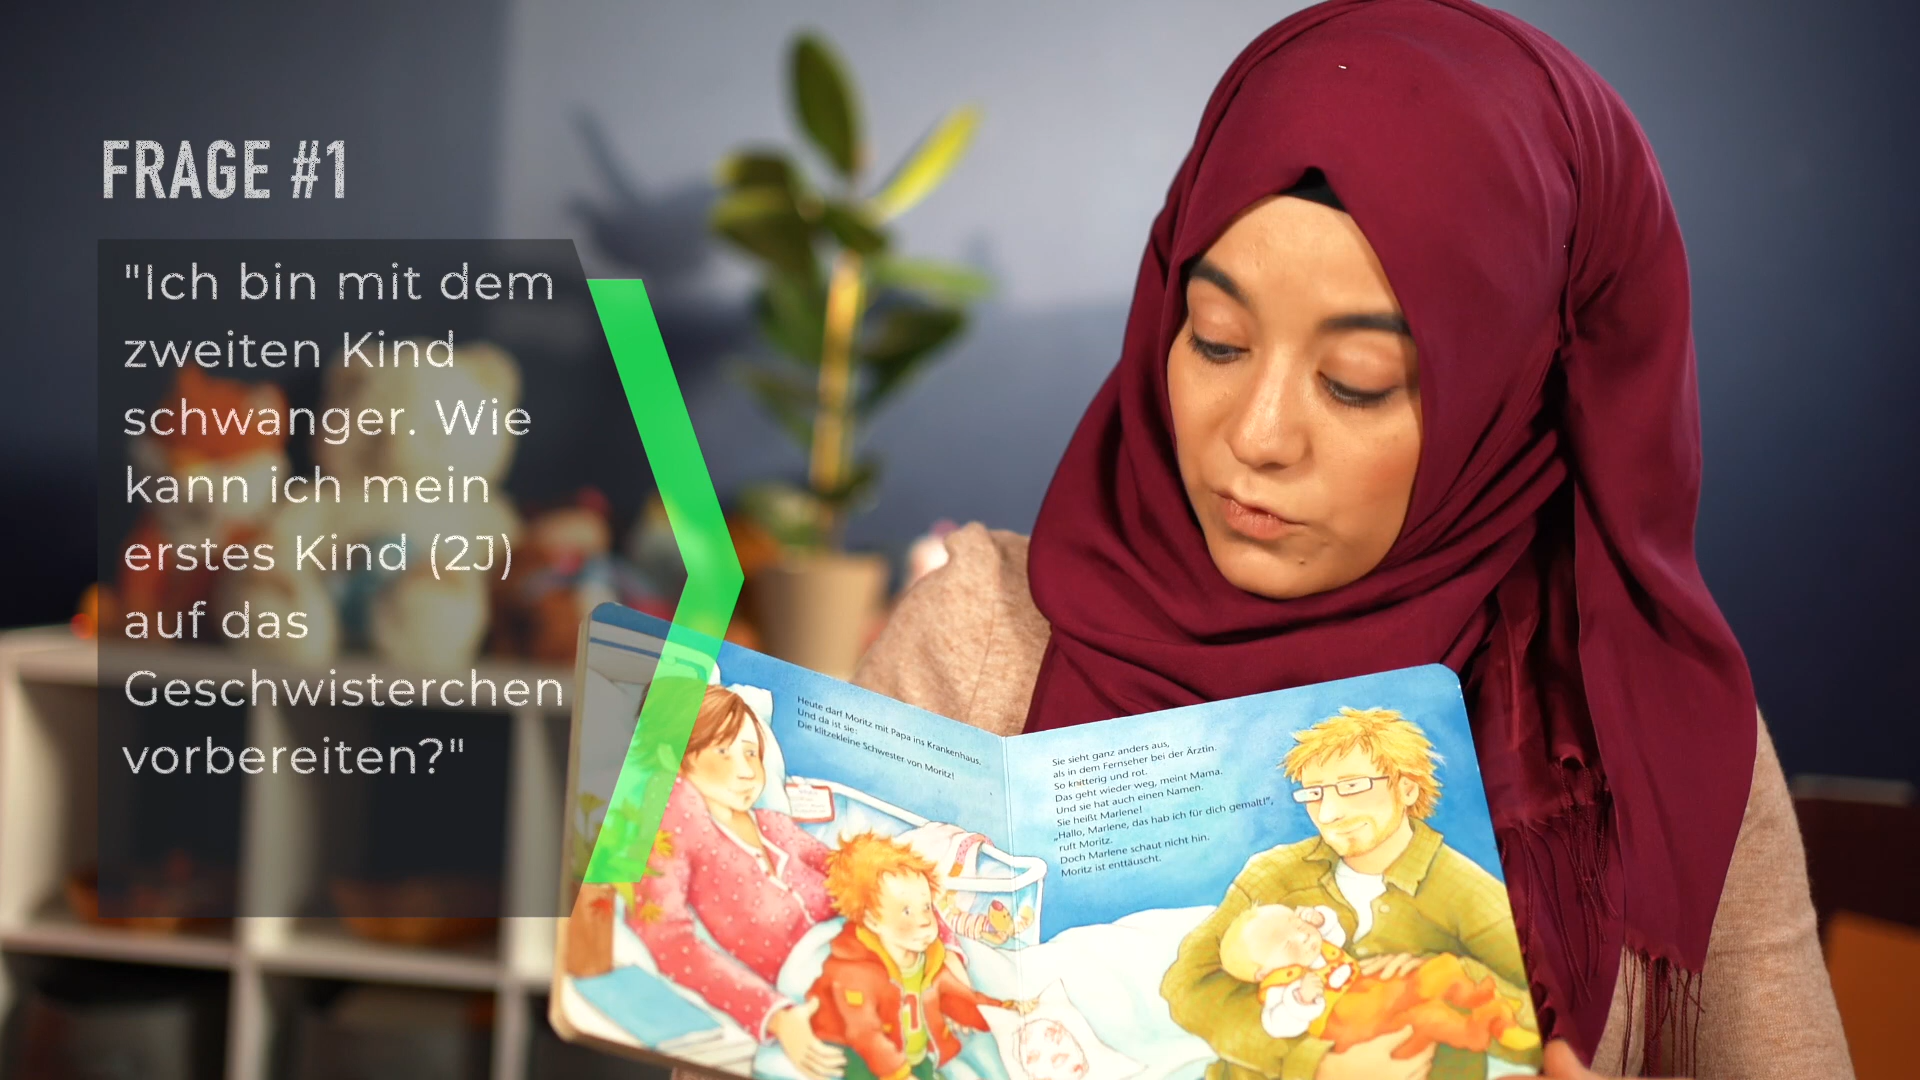 FRAGE #1
"Ich bin mit dem
zweiten Kind
schwanger. Wie
kann ich mein
erstes Kind (2J)
auf das
Geschwisterchen
vorbereiten?"
Heute darf Moritz mit Papa ins Krankenhaus.
Und da ist sie:
Die klitzekleine Schwester von Moritz!
Sie sieht ganz anders aus,
als in dem Fernseher bei der Ärztin.
So knitterig und rot.
Das geht wieder weg, meint Mama.
Und sie hat auch einen Namen.
Sie heißt Marlene!
„Hallo, Marlene, das hab ich für dich gemalt!",
ruft Moritz.
Doch Marlene schaut nicht hin.
Moritz ist enttäuscht.